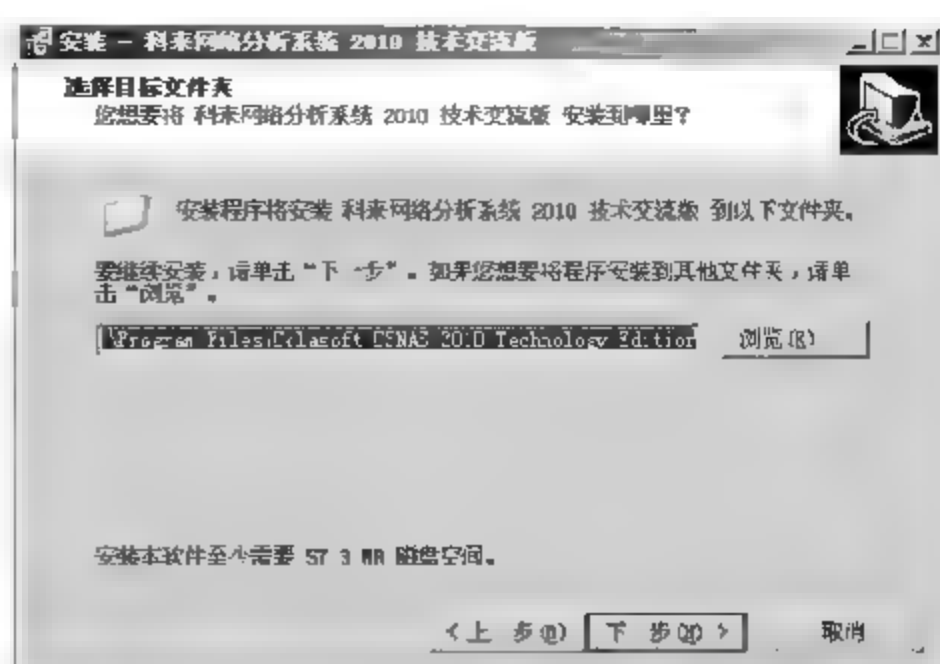 安装 - 科来网络分析系统 2010 技术交流版
选择目标文件夹
您想要将 科来网络分析系统 2010 技术交流版 安装到哪里?
安装程序将安装 科来网络分析系统 2010 技术交流版 到以下文件夹。
要继续安装,请单击“下一步”。如果您想要将程序安装到其他文件夹,请单
击“浏览”。
\Program Files\Colasoft CSNAS 2010 Technology Edition
浏览(R)
安装本软件至少需要 57.3 MB 磁盘空间。
<上一步(B) 下一步(N) > 取消